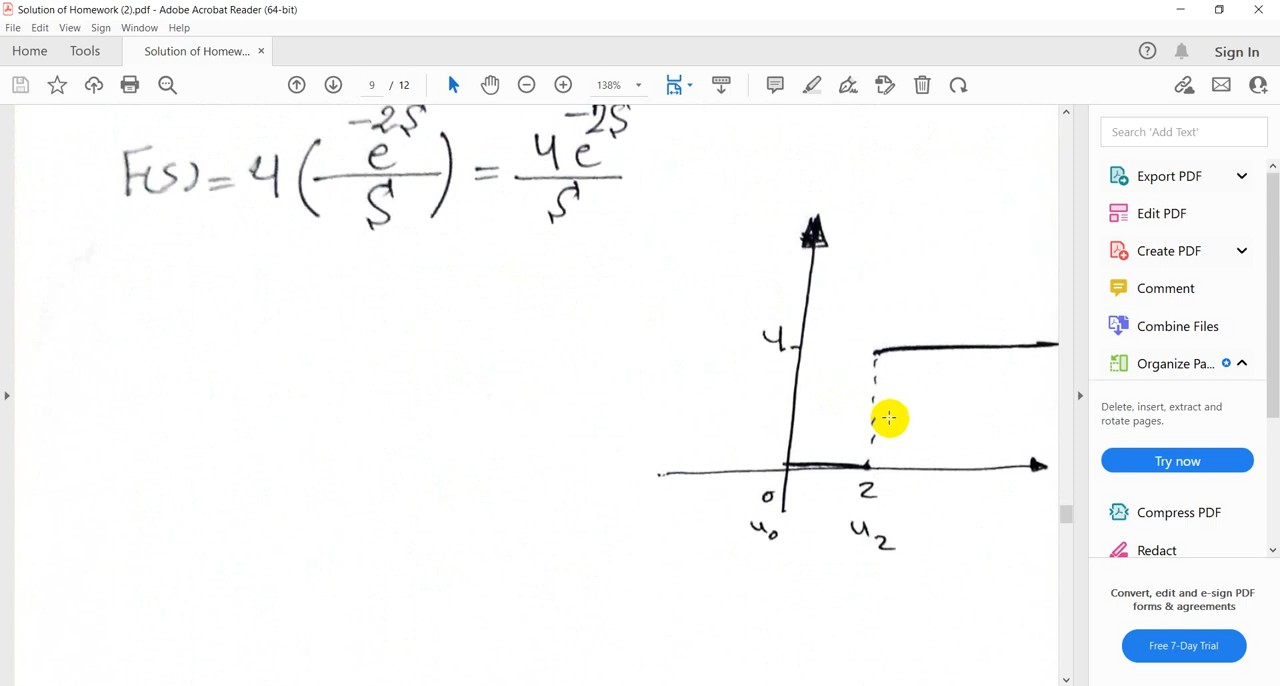 Solution of Homework (2).pdf - Adobe Acrobat Reader (64-bit)
File Edit View Sign Window Help
Home Tools Solution of Homew... × Sign In
9 / 12 138%
F(s) = 4 (e^{-2s} / s) = 4e^{-2s} / s
4
0 2
u₀ u₂
Search 'Add Text'
Export PDF
Edit PDF
Create PDF
Comment
Combine Files
Organize Pa...
Delete, insert, extract and
rotate pages.
Try now
Compress PDF
Redact
Convert, edit and e-sign PDF
forms & agreements
Free 7-Day Trial